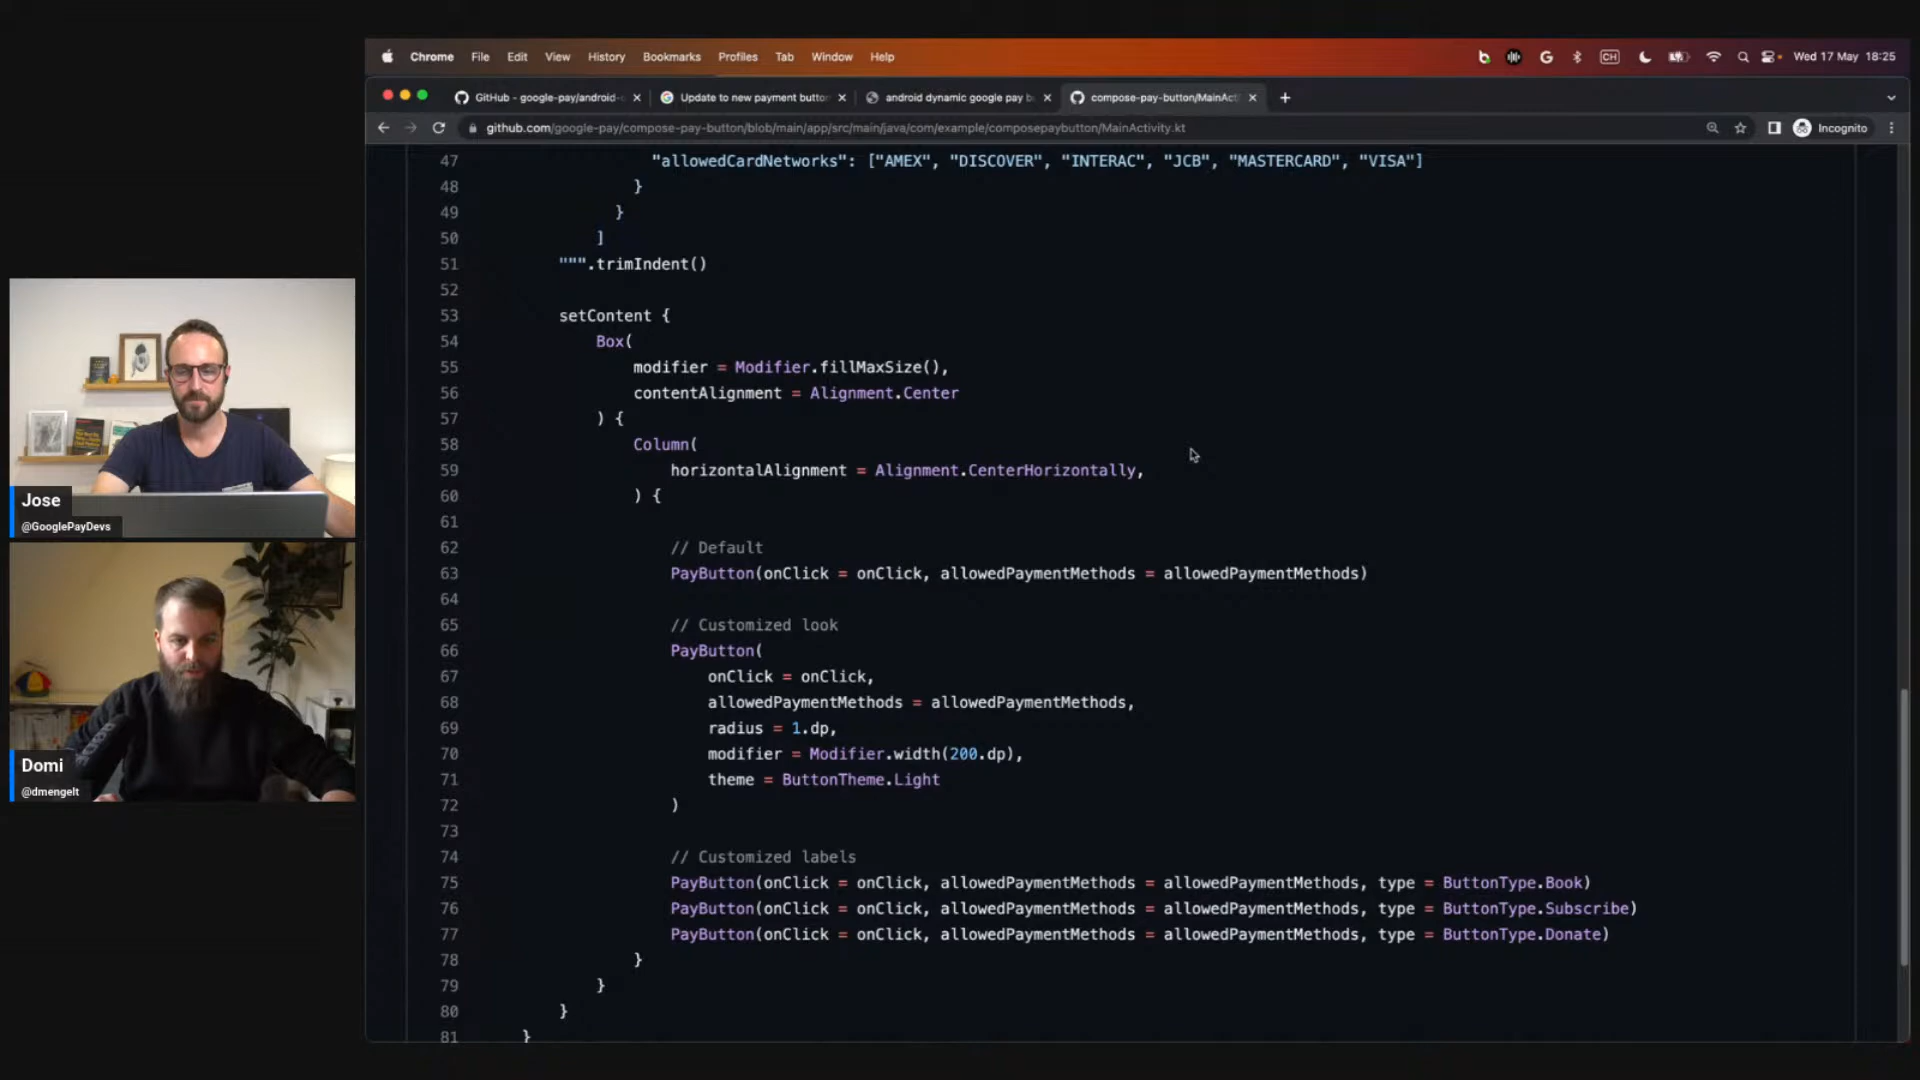 Chrome File Edit View History Bookmarks Profiles Tab Window Help
CH
Wed 17 May 18:25
GitHub - google-pay/android-
Update to new payment button
android dynamic google pay b
compose-pay-button/MainActi
github.com/google-pay/compose-pay-button/blob/main/app/src/main/java/com/example/composepaybutton/MainActivity.kt
Incognito
47 "allowedCardNetworks": ["AMEX", "DISCOVER", "INTERAC", "JCB", "MASTERCARD", "VISA"]
48 }
49 }
50 ]
51 """.trimIndent()
52
53 setContent {
54 Box(
55 modifier = Modifier.fillMaxSize(),
56 contentAlignment = Alignment.Center
57 ) {
58 Column(
59 horizontalAlignment = Alignment.CenterHorizontally,
60 ) {
61
62 // Default
63 PayButton(onClick = onClick, allowedPaymentMethods = allowedPaymentMethods)
64
65 // Customized look
66 PayButton(
67 onClick = onClick,
68 allowedPaymentMethods = allowedPaymentMethods,
69 radius = 1.dp,
70 modifier = Modifier.width(200.dp),
71 theme = ButtonTheme.Light
72 )
73
74 // Customized labels
75 PayButton(onClick = onClick, allowedPaymentMethods = allowedPaymentMethods, type = ButtonType.Book)
76 PayButton(onClick = onClick, allowedPaymentMethods = allowedPaymentMethods, type = ButtonType.Subscribe)
77 PayButton(onClick = onClick, allowedPaymentMethods = allowedPaymentMethods, type = ButtonType.Donate)
78 }
79 }
80 }
81 }
Jose
@GooglePayDevs
Domi
@dmengelt